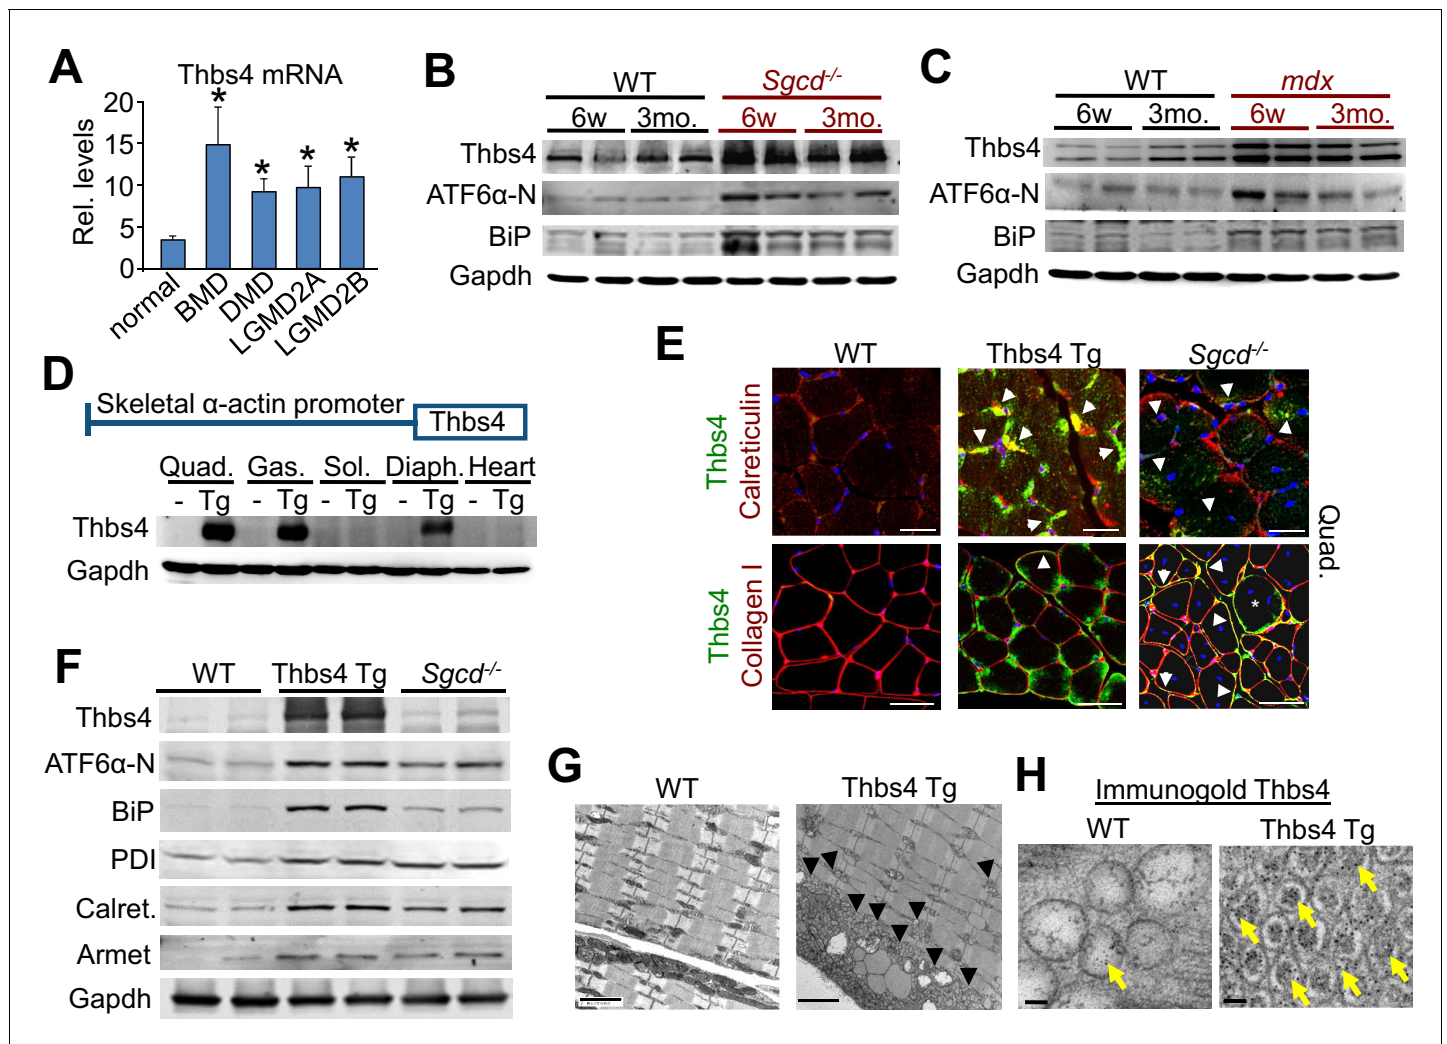 A
Thbs4 mRNA
Rel. levels
20
15
10
5
0
*
*
*
*
normal
BMD
DMD
LGMD2A
LGMD2B
B
WT
Sgcd-/-
6w
3mo.
6w
3mo.
Thbs4
ATF6α-N
BiP
Gapdh
C
WT
mdx
6w
3mo.
6w
3mo.
Thbs4
ATF6α-N
BiP
Gapdh
D
Skeletal α-actin promoter
Thbs4
Quad.
Gas.
Sol.
Diaph.
Heart
- Tg
- Tg
- Tg
- Tg
- Tg
Thbs4
Gapdh
E
WT
Thbs4 Tg
Sgcd-/-
Thbs4
Calreticulin
Thbs4
Collagen I
*
Quad.
F
WT
Thbs4 Tg
Sgcd-/-
Thbs4
ATF6α-N
BiP
PDI
Calret.
Armet
Gapdh
G
WT
Thbs4 Tg
H
Immunogold Thbs4
WT
Thbs4 Tg